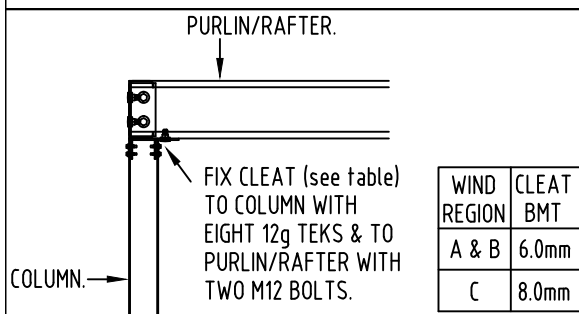 PURLIN/RAFTER.
FIX CLEAT (see table)
TO COLUMN WITH
EIGHT 12g TEKS & TO
PURLIN/RAFTER WITH
TWO M12 BOLTS.
COLUMN.
WIND REGION CLEAT BMT
A & B 6.0mm
C 8.0mm